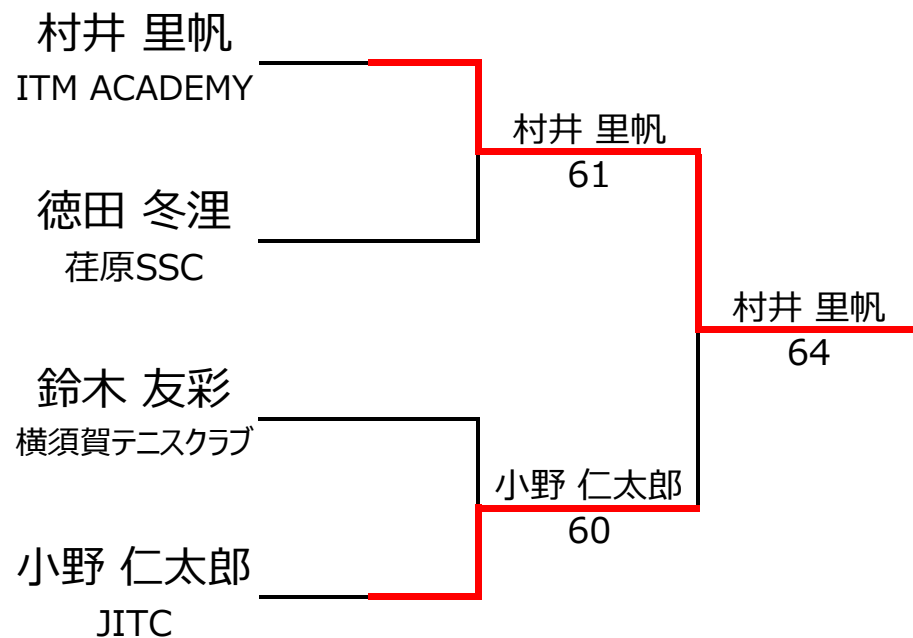 村井 里帆
ITM ACADEMY
徳田 冬浬
荏原SSC
鈴木 友彩
横須賀テニスクラブ
小野 仁太郎
JITC
村井 里帆
61
小野 仁太郎
60
村井 里帆
64